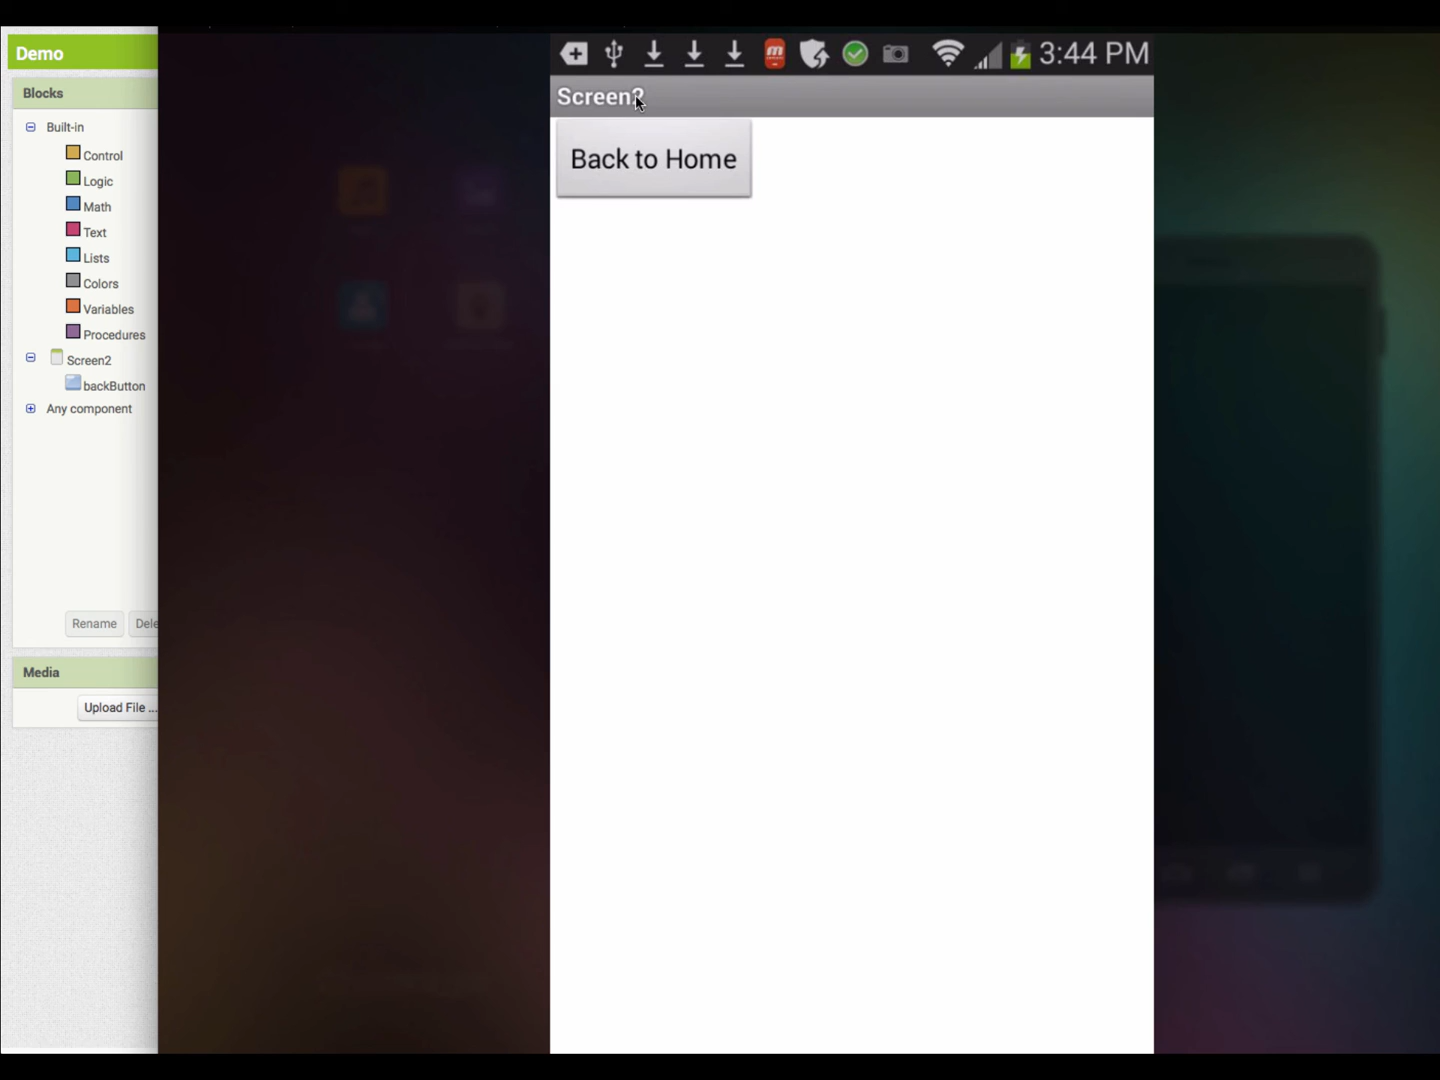 Demo
Blocks
Built-in
Control
Logic
Math
Text
Lists
Colors
Variables
Procedures
Screen2
backButton
Any component
Rename
Dele
Media
Upload File ...
3:44 PM
Screen2
Back to Home